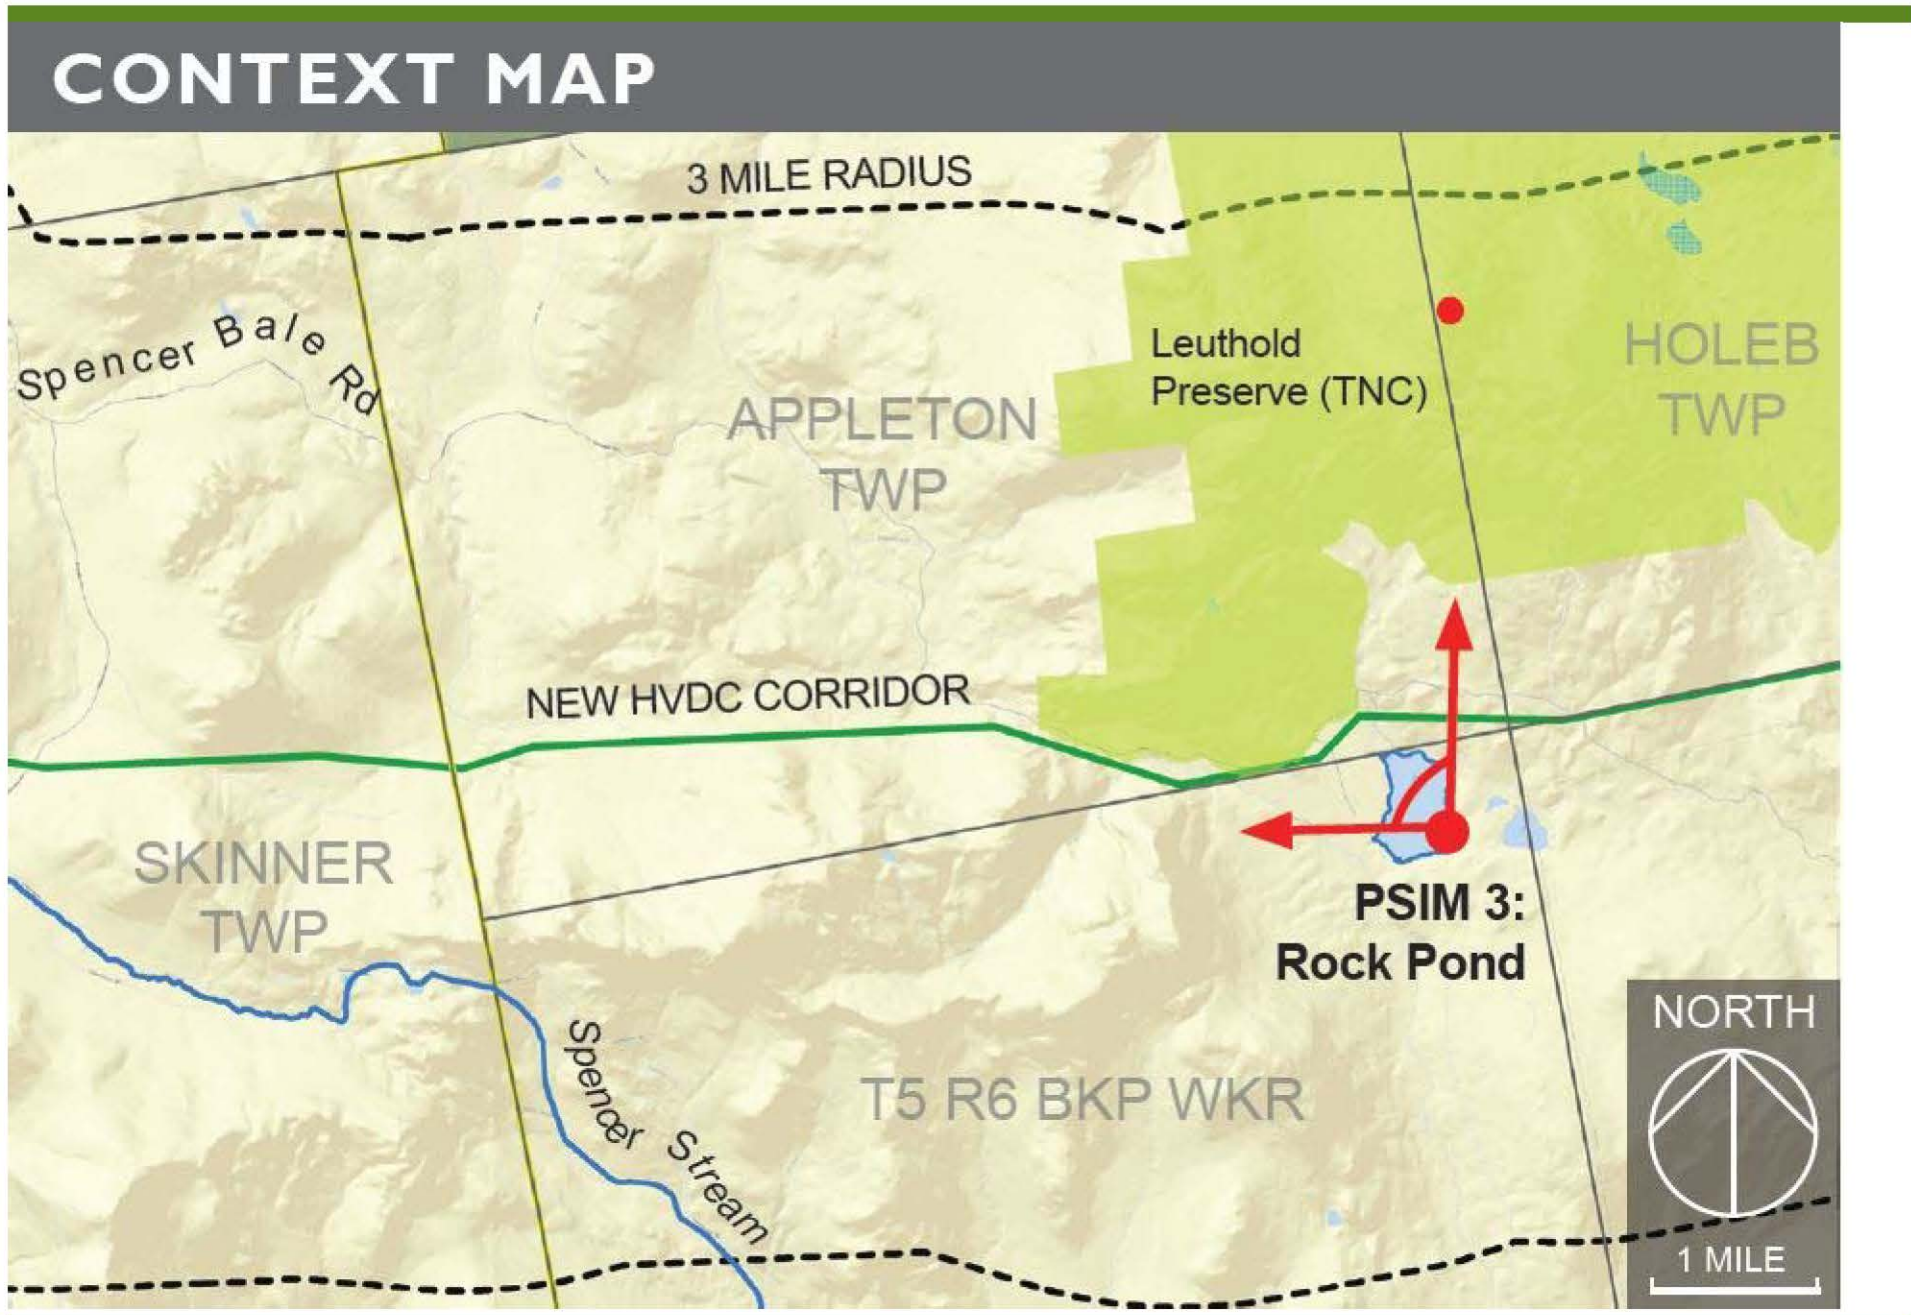 CONTEXT MAP
3 MILE RADIUS
Spencer Bale Rd
Leuthold
Preserve (TNC)
HOLEB
TWP
APPLETON
TWP
NEW HVDC CORRIDOR
SKINNER
TWP
PSIM 3:
Rock Pond
NORTH
Spencer Stream
T5 R6 BKP WKR
1 MILE